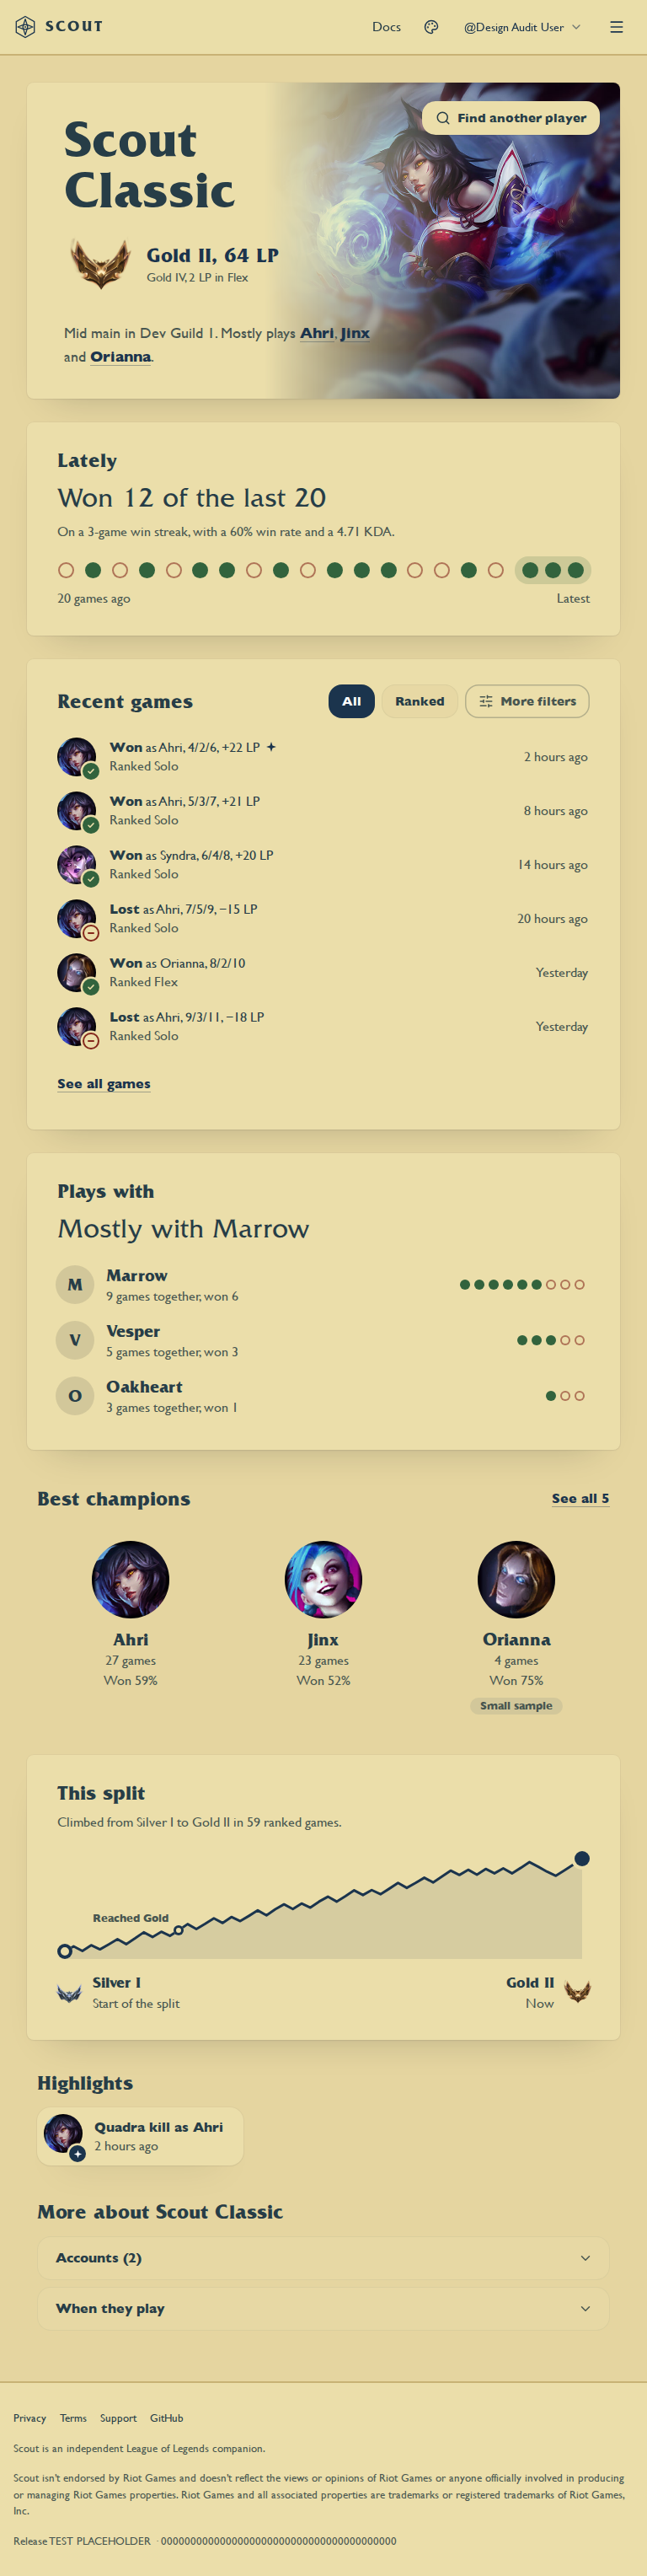 SCOUT
Docs
@Design Audit User
Find another player
Scout
Classic
Gold II, 64 LP
Gold IV, 2 LP in Flex
Mid main in Dev Guild 1. Mostly plays Ahri, Jinx
and Orianna.
Lately
Won 12 of the last 20
On a 3-game win streak, with a 60% win rate and a 4.71 KDA.
20 games ago
Latest
Recent games
All
Ranked
More filters
Won as Ahri, 4/2/6, +22 LP
Ranked Solo
2 hours ago
Won as Ahri, 5/3/7, +21 LP
Ranked Solo
8 hours ago
Won as Syndra, 6/4/8, +20 LP
Ranked Solo
14 hours ago
Lost as Ahri, 7/5/9, −15 LP
Ranked Solo
20 hours ago
Won as Orianna, 8/2/10
Ranked Flex
Yesterday
Lost as Ahri, 9/3/11, −18 LP
Ranked Solo
Yesterday
See all games
Plays with
Mostly with Marrow
M
Marrow
9 games together, won 6
V
Vesper
5 games together, won 3
O
Oakheart
3 games together, won 1
Best champions
See all 5
Ahri
27 games
Won 59%
Jinx
23 games
Won 52%
Orianna
4 games
Won 75%
Small sample
This split
Climbed from Silver I to Gold II in 59 ranked games.
Reached Gold
Silver I
Start of the split
Gold II
Now
Highlights
Quadra kill as Ahri
2 hours ago
More about Scout Classic
Accounts (2)
When they play
Privacy
Terms
Support
GitHub
Scout is an independent League of Legends companion.
Scout isn't endorsed by Riot Games and doesn't reflect the views or opinions of Riot Games or anyone officially involved in producing
or managing Riot Games properties. Riot Games and all associated properties are trademarks or registered trademarks of Riot Games,
Inc.
Release TEST PLACEHOLDER · 0000000000000000000000000000000000000000